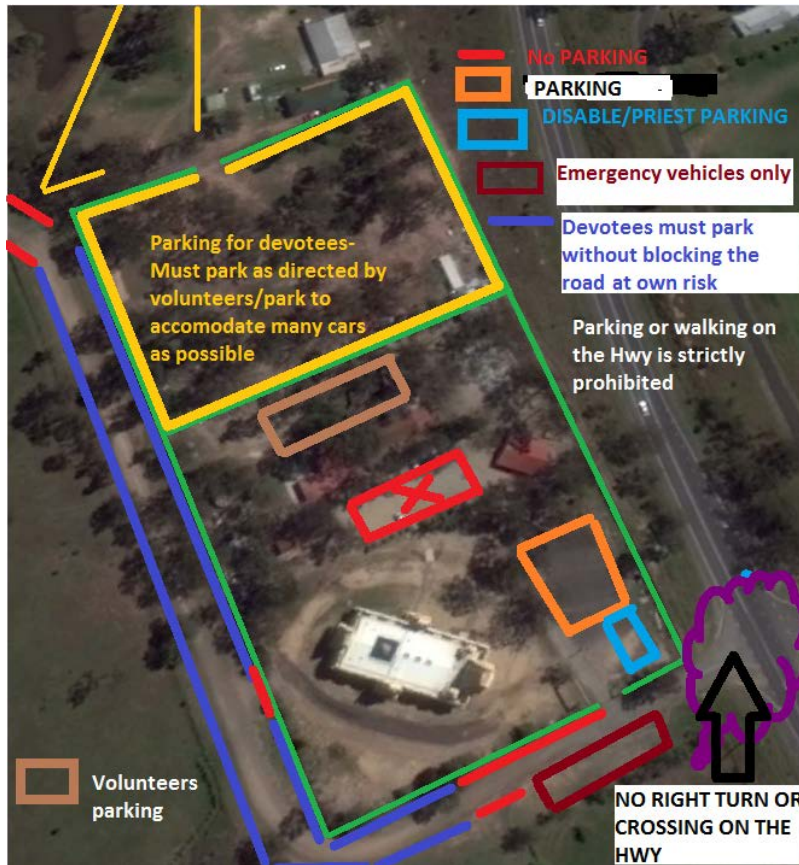 No PARKING
PARKING -
DISABLE/PRIEST PARKING
Emergency vehicles only
Devotees must park
without blocking the
road at own risk
Parking for devotees-
Must park as directed by
volunteers/park to
accomodate many cars
as possible
Parking or walking on
the Hwy is strictly
prohibited
Volunteers
parking
NO RIGHT TURN OR
CROSSING ON THE
HWY